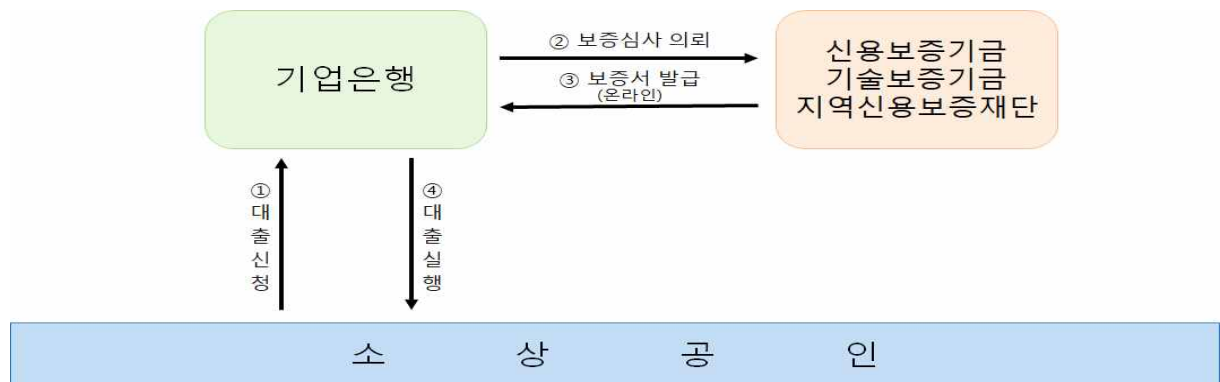 기업은행
② 보증심사 의뢰
③ 보증서 발급
(온라인)
신용보증기금
기술보증기금
지역신용보증재단
① 대출신청
④ 대출실행
소 상 공 인